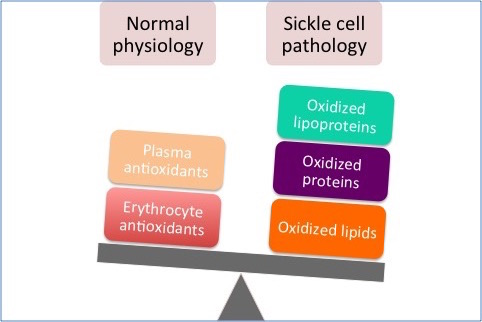 Normal
physiology
Sickle cell
pathology
Plasma
antioxidants
Erythrocyte
antioxidants
Oxidized
lipoproteins
Oxidized
proteins
Oxidized lipids